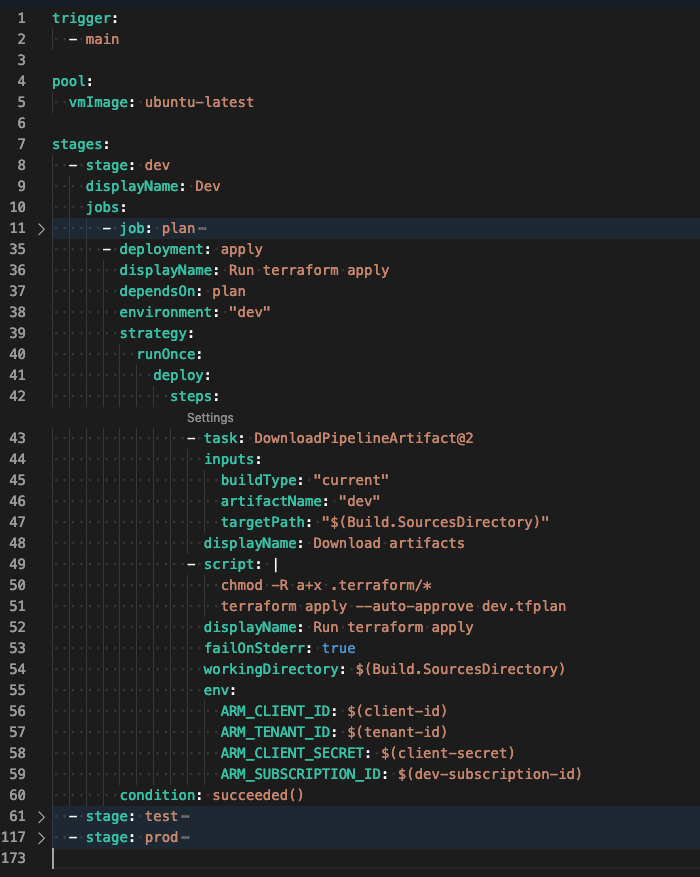 1 trigger:
2 - main
3
4 pool:
5 vmImage: ubuntu-latest
6
7 stages:
8 - stage: dev
9 displayName: Dev
10 jobs:
11 - job: plan…
35 - deployment: apply
36 displayName: Run terraform apply
37 dependsOn: plan
38 environment: "dev"
39 strategy:
40 runOnce:
41 deploy:
42 steps:
Settings
43 - task: DownloadPipelineArtifact@2
44 inputs:
45 buildType: "current"
46 artifactName: "dev"
47 targetPath: "$(Build.SourcesDirectory)"
48 displayName: Download artifacts
49 - script: |
50 chmod -R a+x .terraform/*
51 terraform apply --auto-approve dev.tfplan
52 displayName: Run terraform apply
53 failOnStderr: true
54 workingDirectory: $(Build.SourcesDirectory)
55 env:
56 ARM_CLIENT_ID: $(client-id)
57 ARM_TENANT_ID: $(tenant-id)
58 ARM_CLIENT_SECRET: $(client-secret)
59 ARM_SUBSCRIPTION_ID: $(dev-subscription-id)
60 condition: succeeded()
61 - stage: test…
117 - stage: prod…
173